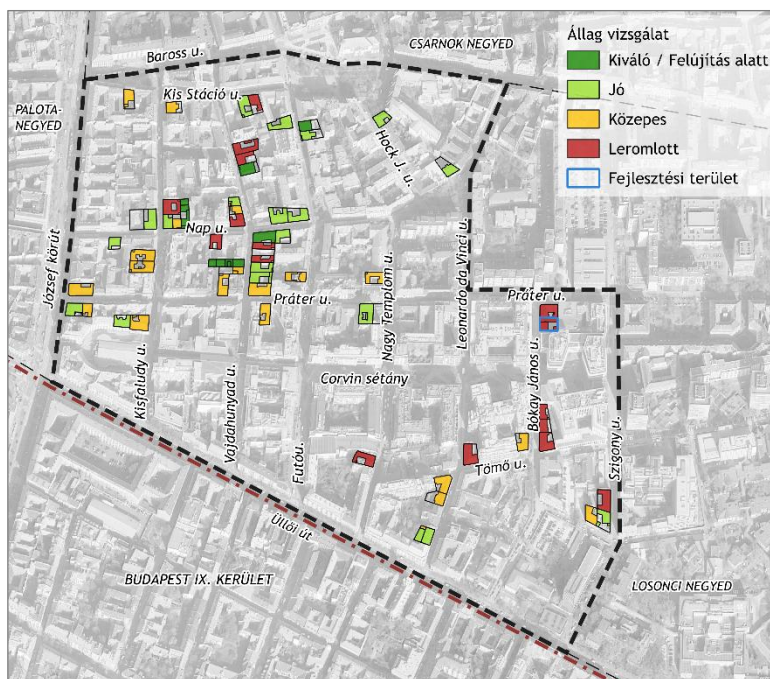 Baross u.
CSARNOK NEGYED
Állag vizsgálat
Kiváló / Felújítás alatt
Jó
Közepes
Leromlott
Fejlesztési terület
PALOTA-
NEGYED
Kis Stáció u.
Hock J. u.
Nap u.
József körút
Leonardo da Vinci u.
Nagy Templom u.
Práter u.
Práter u.
Kisfaludy u.
Vajdahunyad u.
Futóu.
Corvin sétány
Bókay János u.
Szigony u.
Tömő u.
Üllői út
BUDAPEST IX. KERÜLET
LOSONCI NEGYED